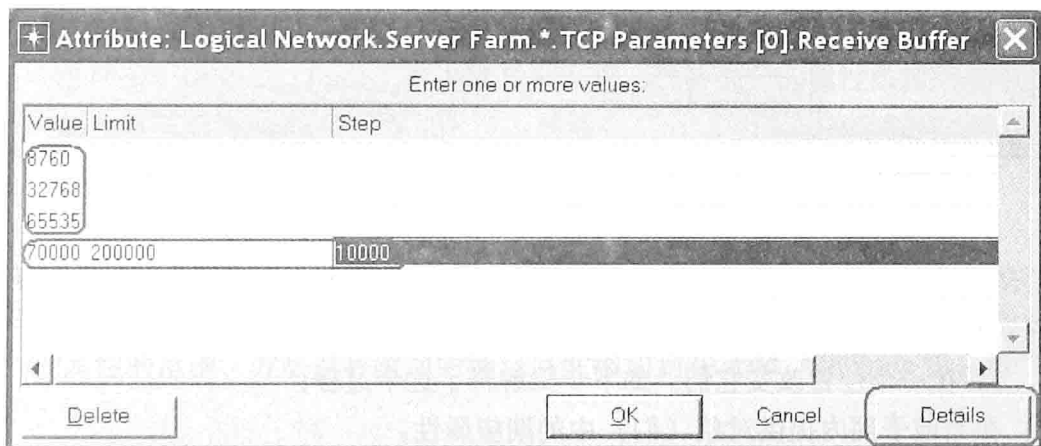 Attribute: Logical Network.Server Farm.*.TCP Parameters [0].Receive Buffer
Enter one or more values:
Value Limit Step
8760
32768
65535
70000 200000 10000
Delete OK Cancel Details